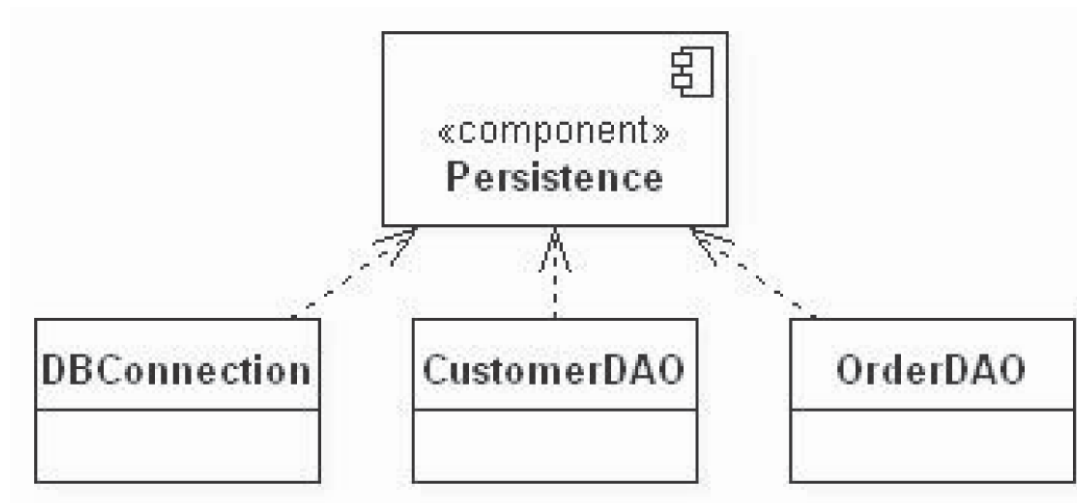 «component»
Persistence
DBConnection
CustomerDAO
OrderDAO